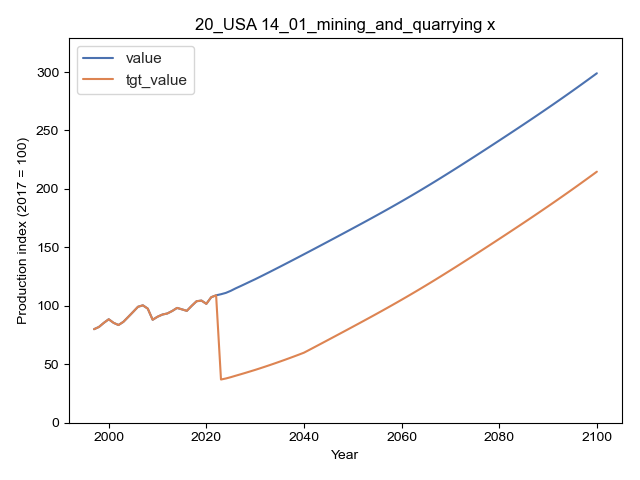 20_USA 14_01_mining_and_quarrying x
value
tgt_value
Production index (2017 = 100)
300
250
200
150
100
50
0
2000 2020 2040 2060 2080 2100
Year